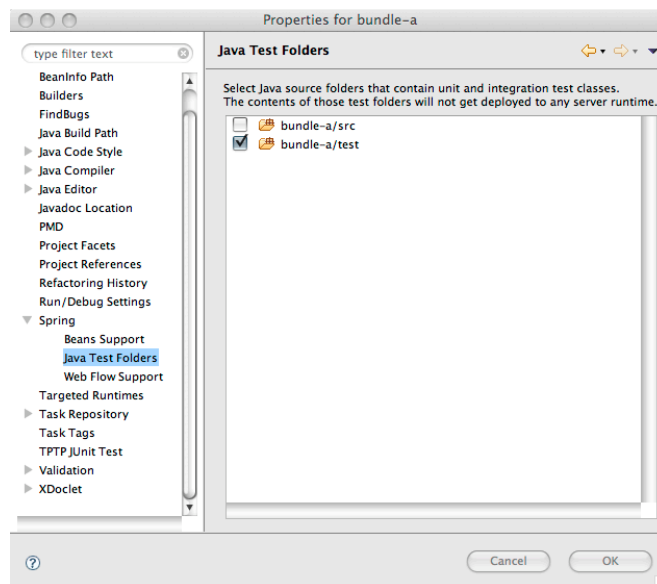 Properties for bundle-a
type filter text
Java Test Folders
BeanInfo Path
Builders
FindBugs
Java Build Path
Java Code Style
Java Compiler
Java Editor
Javadoc Location
PMD
Project Facets
Project References
Refactoring History
Run/Debug Settings
Spring
Beans Support
Java Test Folders
Web Flow Support
Targeted Runtimes
Task Repository
Task Tags
TPTP JUnit Test
Validation
XDoclet
Select Java source folders that contain unit and integration test classes.
The contents of those test folders will not get deployed to any server runtime.
bundle-a/src
bundle-a/test
?
Cancel
OK